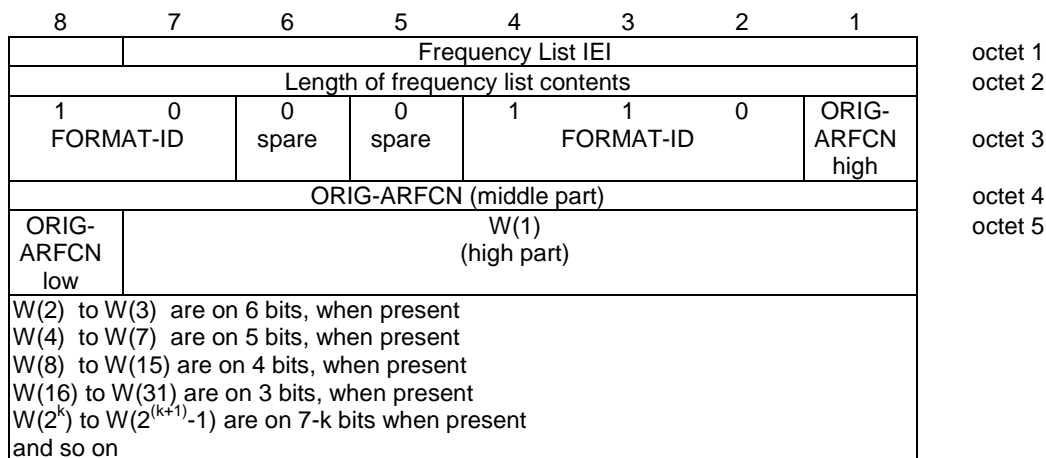 8 7 6 5 4 3 2 1
Frequency List IEI octet 1
Length of frequency list contents octet 2
1 0 0 0 1 1 0 ORIG-
FORMAT-ID spare spare FORMAT-ID ARFCN octet 3
high
ORIG-ARFCN (middle part) octet 4
ORIG- W(1) octet 5
ARFCN (high part)
low
W(2) to W(3) are on 6 bits, when present
W(4) to W(7) are on 5 bits, when present
W(8) to W(15) are on 4 bits, when present
W(16) to W(31) are on 3 bits, when present
W(2^k) to W(2^(k+1)-1) are on 7-k bits when present
and so on